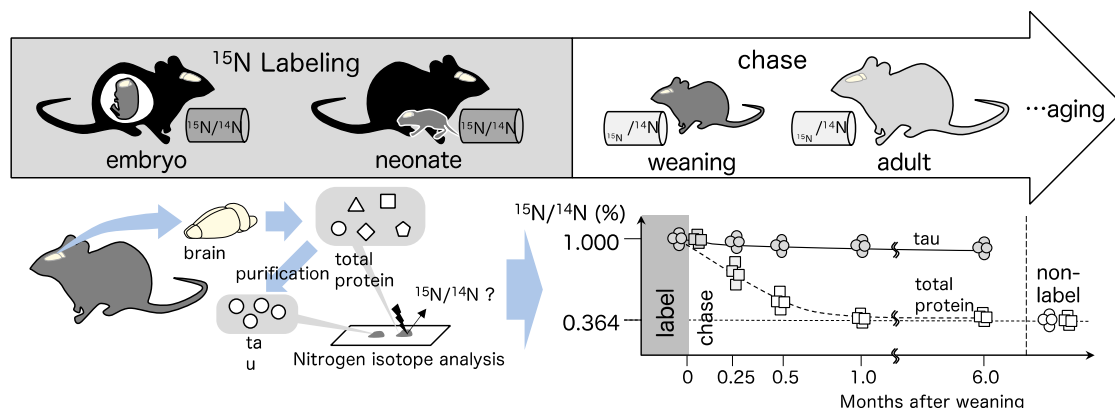 ¹⁵N Labeling
chase
¹⁵N/¹⁴N
¹⁵N/¹⁴N
¹⁵N/¹⁴N
¹⁵N/¹⁴N
…aging
embryo
neonate
weaning
adult
brain
purification
total
protein
¹⁵N/¹⁴N ?
ta
u
Nitrogen isotope analysis
¹⁵N/¹⁴N (%)
1.000
0.364
label
chase
tau
total
protein
non-
label
0
0.25
0.5
1.0
6.0
Months after weaning